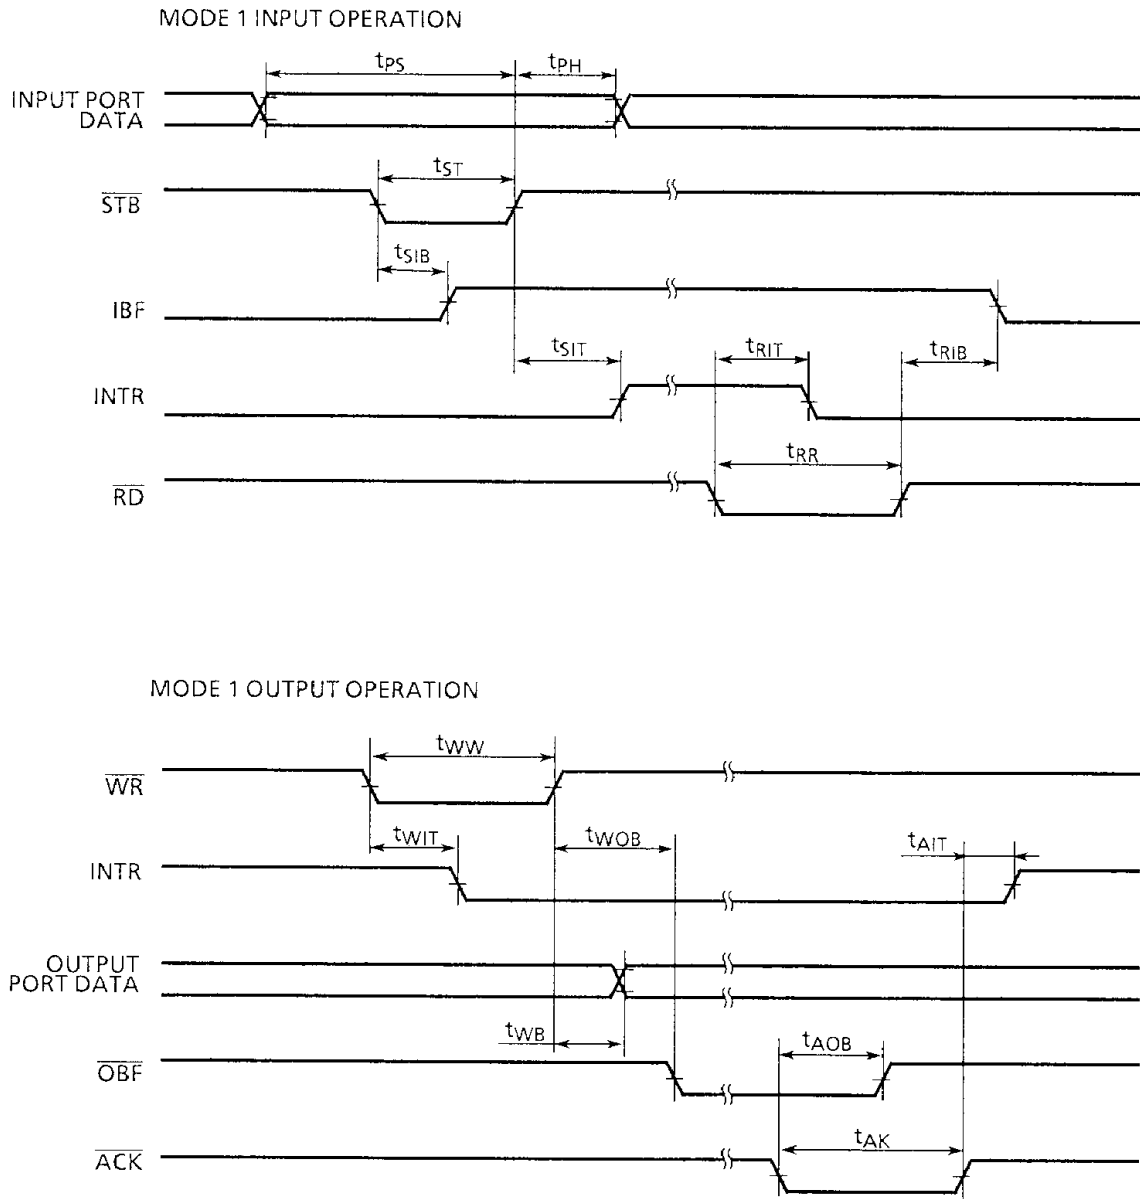 MODE 1 INPUT OPERATION
tPS
tPH
INPUT PORT
DATA
tST
STB
tSIB
IBF
tSIT
tRIT
tRIB
INTR
tRR
RD
MODE 1 OUTPUT OPERATION
tWW
WR
tWIT
tWOB
tAIT
INTR
OUTPUT
PORT DATA
tWB
tAOB
OBF
tAK
ACK